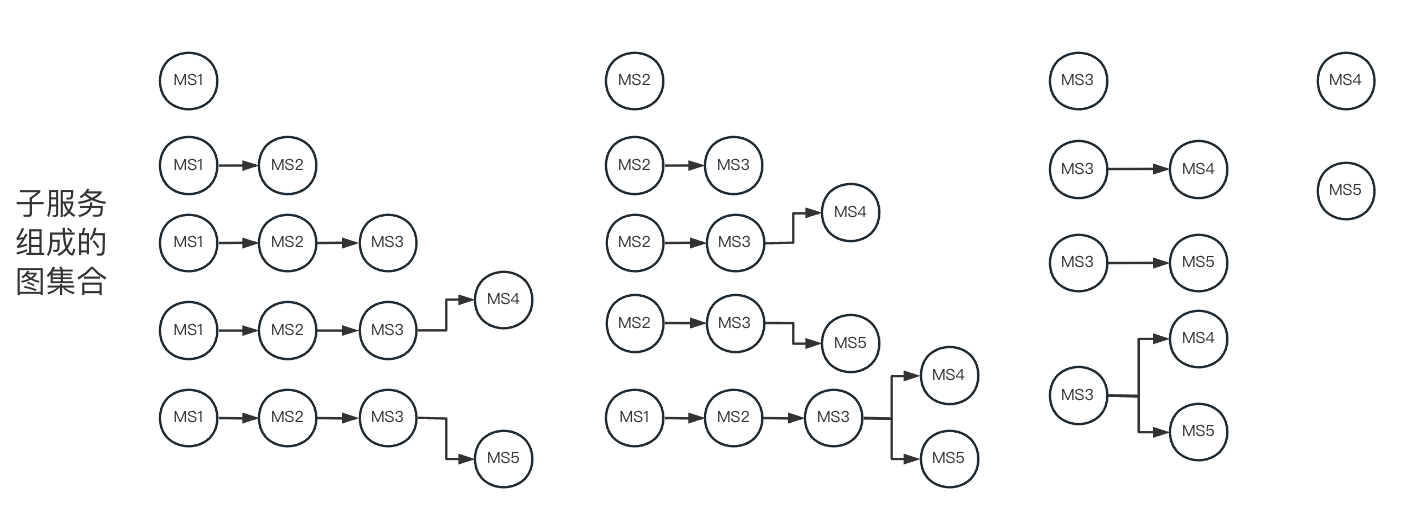 子服务
组成的
图集合
MS1
MS1 MS2
MS1 MS2 MS3
MS1 MS2 MS3 MS4
MS1 MS2 MS3 MS5
MS2
MS2 MS3
MS2 MS3 MS4
MS2 MS3 MS5
MS1 MS2 MS3 MS4 MS5
MS3
MS3 MS4
MS3 MS5
MS3 MS4 MS5
MS4
MS5